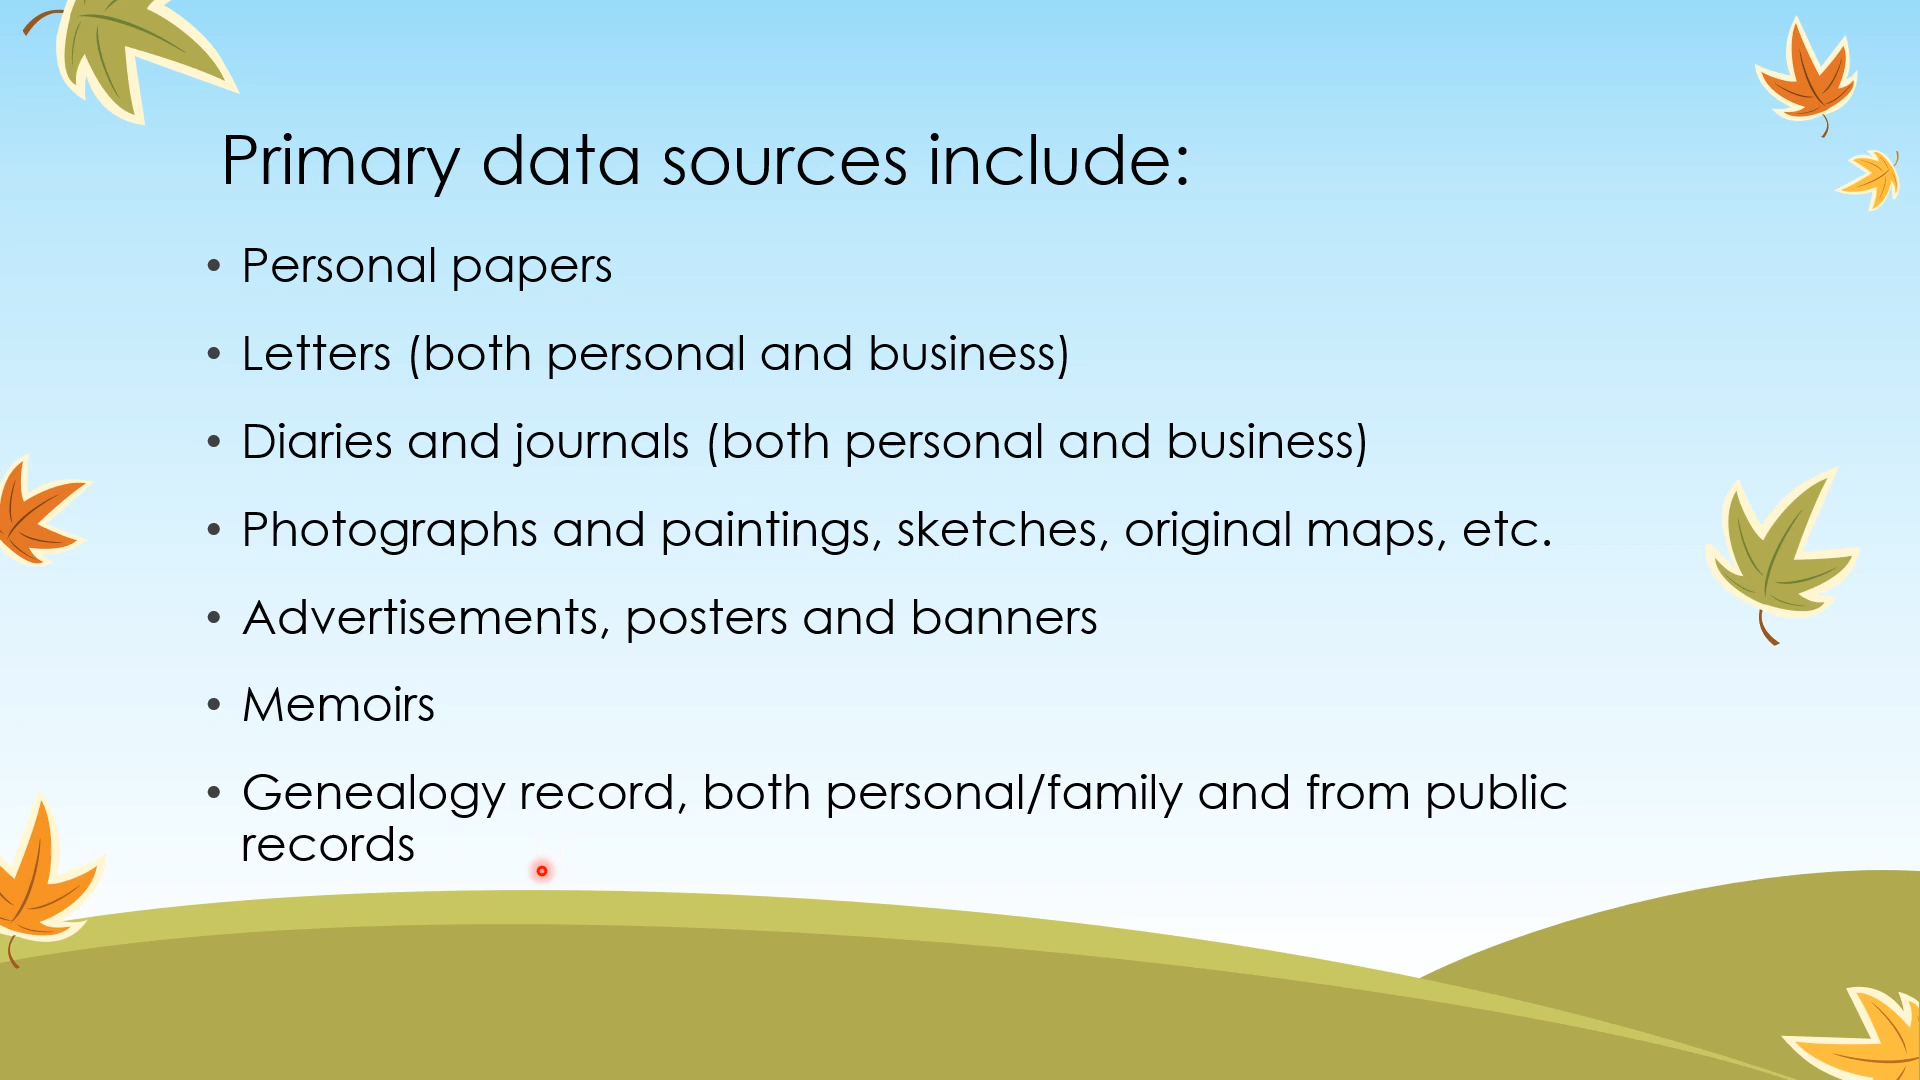 Primary data sources include:
• Personal papers
• Letters (both personal and business)
• Diaries and journals (both personal and business)
• Photographs and paintings, sketches, original maps, etc.
• Advertisements, posters and banners
• Memoirs
• Genealogy record, both personal/family and from public
records